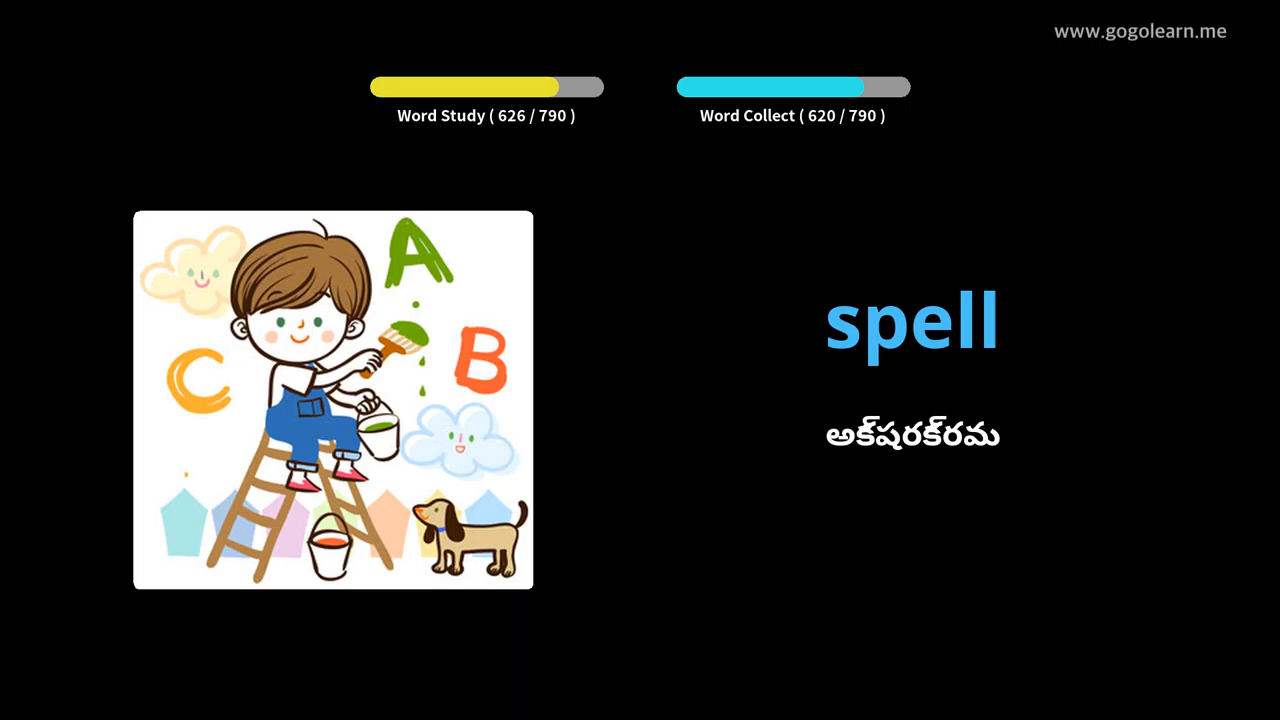 www.gogolearn.me
Word Study ( 626 / 790 )
Word Collect ( 620 / 790 )
A
B
C
spell
అక్‌షరక్‌రమ